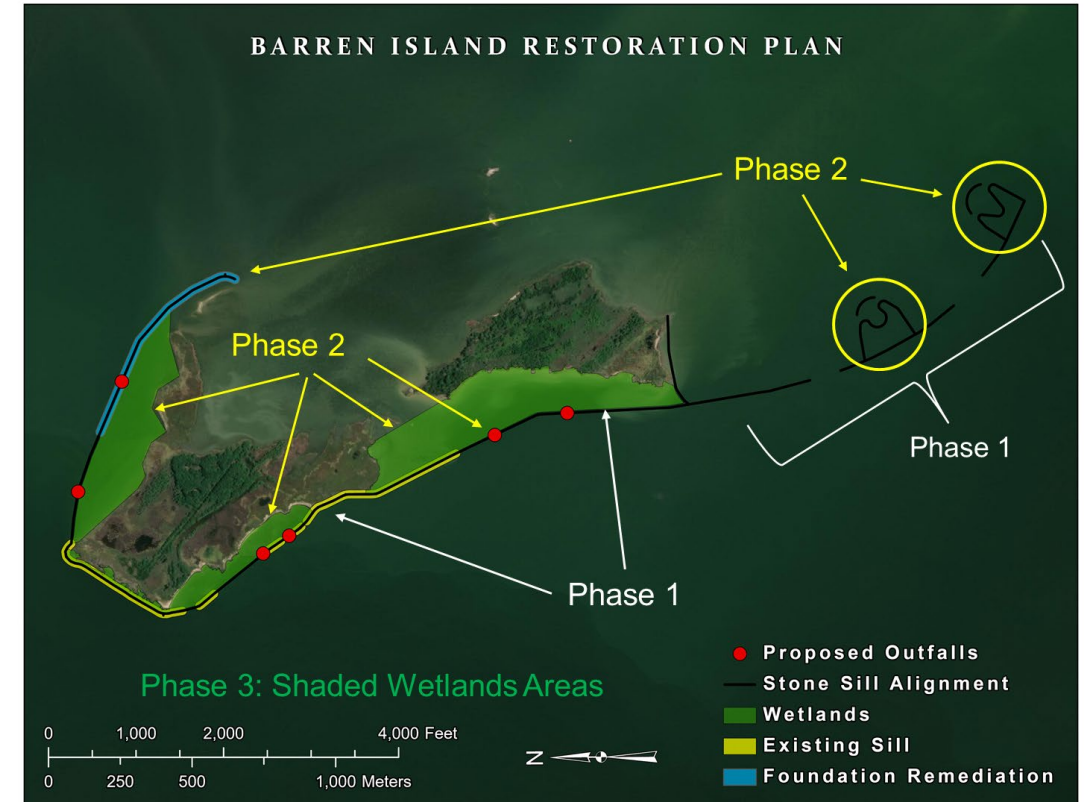 BARREN ISLAND RESTORATION PLAN
Phase 2
Phase 2
Phase 1
Phase 1
Phase 3: Shaded Wetlands Areas
0 1,000 2,000 4,000 Feet
0 250 500 1,000 Meters
N
Proposed Outfalls
Stone Sill Alignment
Wetlands
Existing Sill
Foundation Remediation